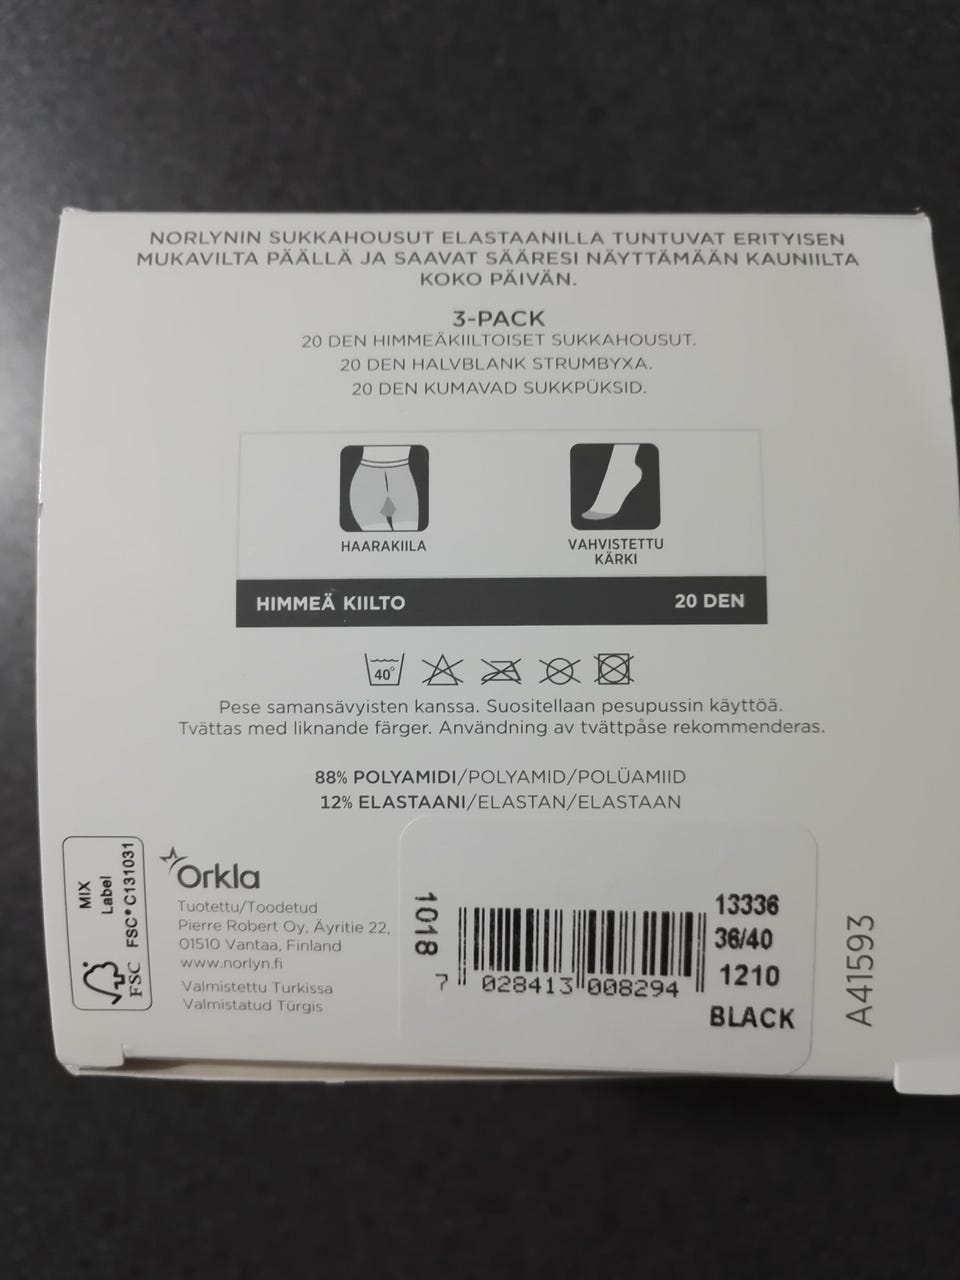 NORLYNIN SUKKAHOUSUT ELASTAANILLA TUNTUVAT ERITYISEN
MUKAVILTA PÄÄLLÄ JA SAAVAT SÄÄRESI NÄYTTÄMÄÄN KAUNIILTA
KOKO PÄIVÄN.
3-PACK
20 DEN HIMMEÄKIILTOISET SUKKAHOUSUT.
20 DEN HALVBLANK STRUMBYXA.
20 DEN KUMAVAD SUKKPÜKSID.
HAARAKIILA
VAHVISTETTU
KÄRKI
HIMMEÄ KIILTO
20 DEN
40°
Pese samansävyisten kanssa. Suositellaan pesupussin käyttöä.
Tvättas med liknande färger. Användning av tvättpåse rekommenderas.
88% POLYAMIDI/POLYAMID/POLÜAMIID
12% ELASTAANI/ELASTAN/ELASTAAN
MIX
Label
FSC® C131031
FSC
Orkla
Tuotettu/Toodetud
Pierre Robert Oy, Äyritie 22,
01510 Vantaa, Finland
www.norlyn.fi
Valmistettu Turkissa
Valmistatud Türgis
1018
7 028413 008294
13336
36/40
1210
BLACK
A41593